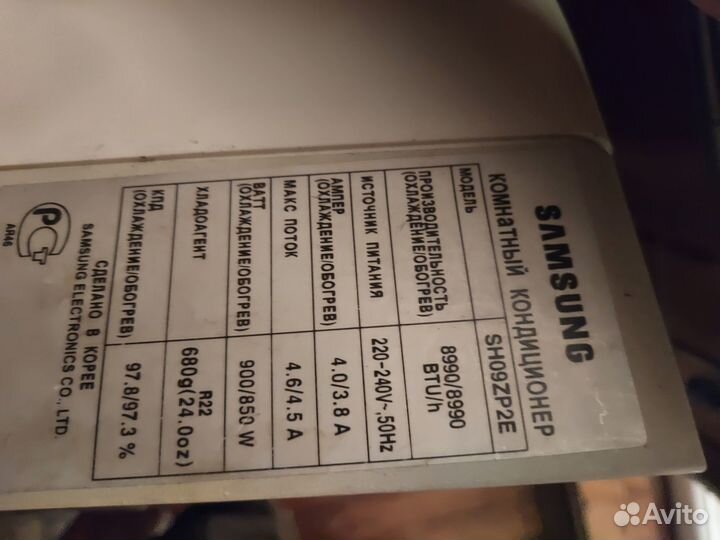 SAMSUNG
КОМНАТНЫЙ КОНДИЦИОНЕР
МОДЕЛЬ SH09ZP2E
ПРОИЗВОДИТЕЛЬНОСТЬ
(ОХЛАЖДЕНИЕ/ОБОГРЕВ)
8990/8990
BTU/h
ИСТОЧНИК ПИТАНИЯ 220-240V~,50Hz
АМПЕР
(ОХЛАЖДЕНИЕ/ОБОГРЕВ)
4.0/3.8 A
МАКС ПОТОК 4.6/4.5 A
ВАТТ
(ОХЛАЖДЕНИЕ/ОБОГРЕВ)
900/850 W
ХЛАДОАГЕНТ
R22
680g(24.0oz)
КПД
(ОХЛАЖДЕНИЕ/ОБОГРЕВ)
97.8/97.3 %
СДЕЛАНО В КОРЕЕ
SAMSUNG ELECTRONICS CO., LTD.
РСТ
АЯ46
Avito